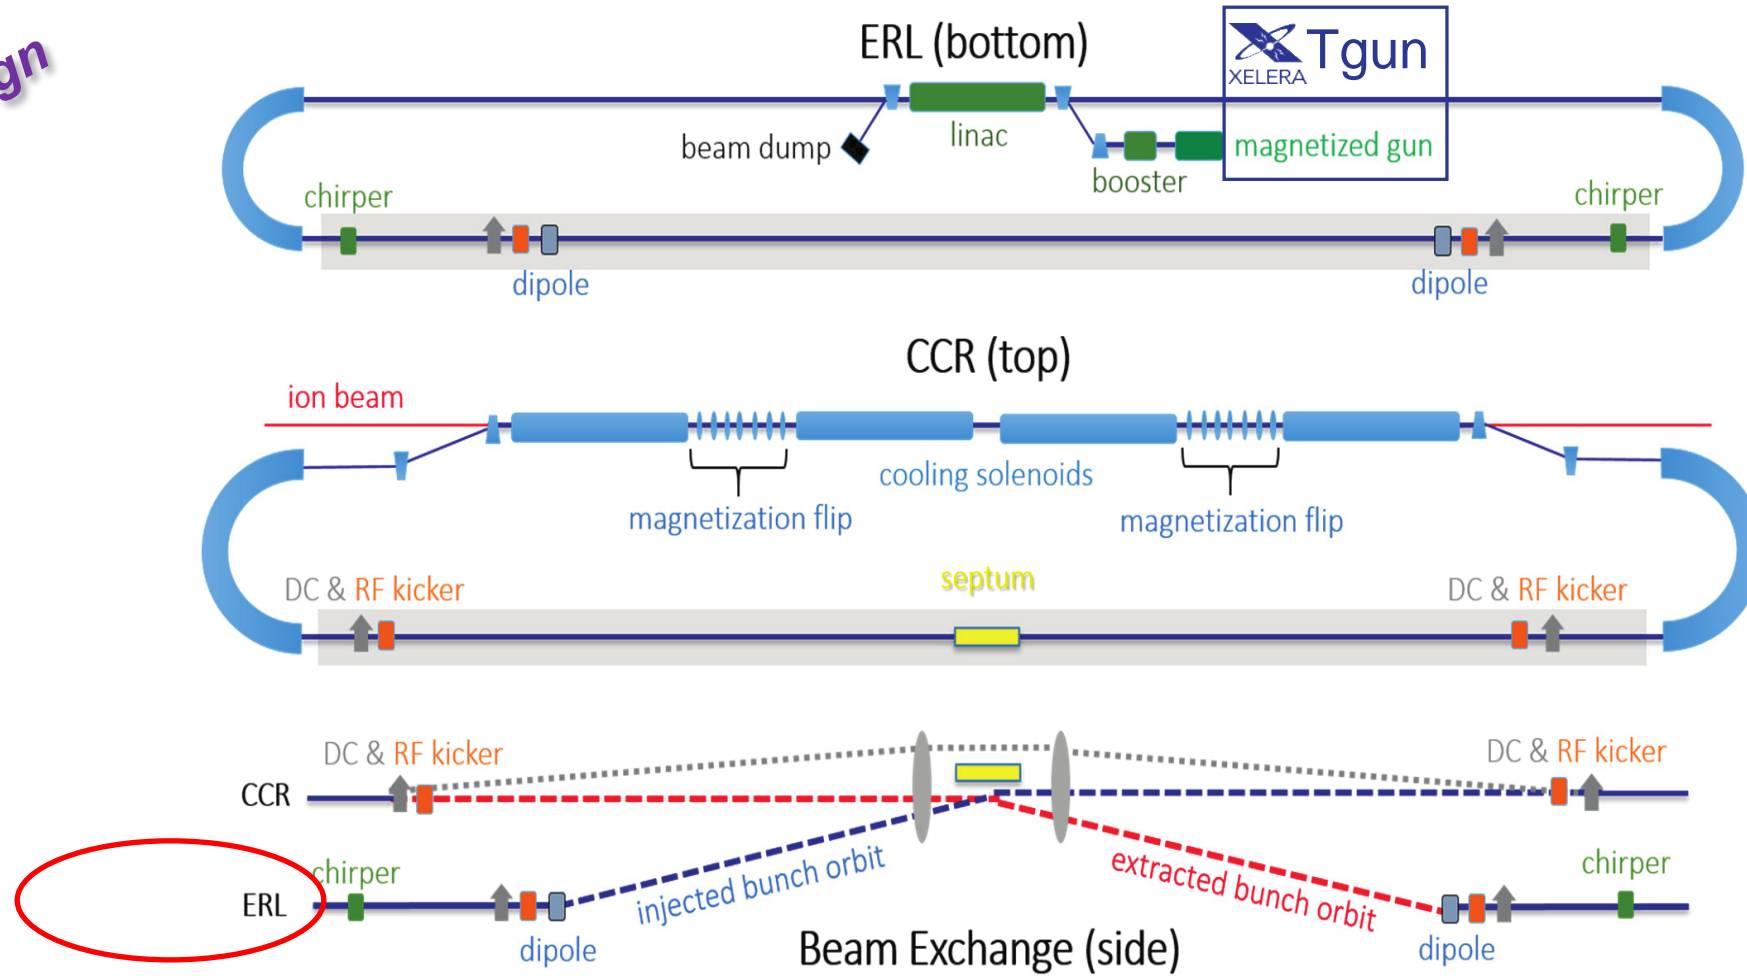 ERL (bottom)
XELERA
Tgun
beam dump
linac
magnetized gun
booster
chirper
chirper
dipole
dipole
CCR (top)
ion beam
cooling solenoids
magnetization flip
magnetization flip
septum
DC & RF kicker
DC & RF kicker
DC & RF kicker
DC & RF kicker
CCR
injected bunch orbit
extracted bunch orbit
chirper
chirper
ERL
dipole
dipole
Beam Exchange (side)